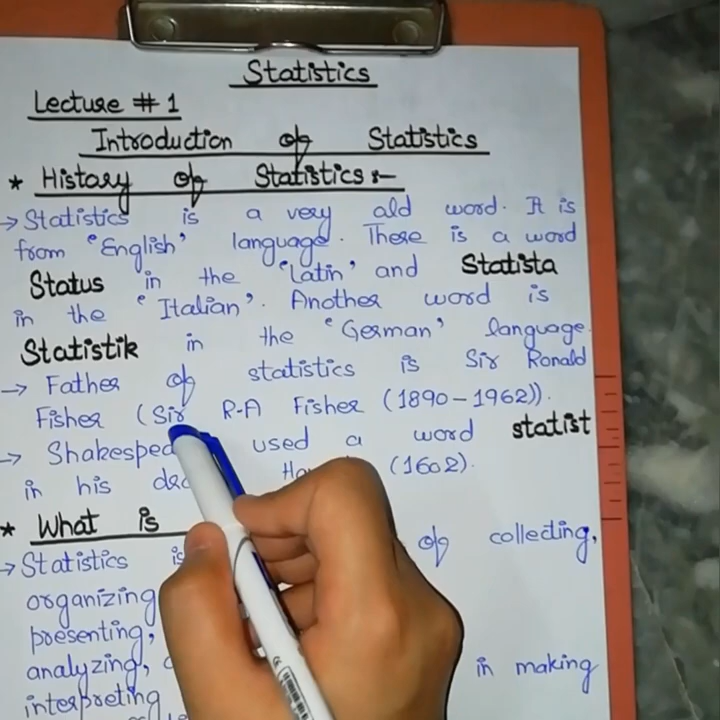 Statistics
Lecture # 1
Introduction of Statistics
* History of Statistics :-
→ Statistics is a very old word. It is
from "English" language. There is a word
Status in the "Latin" and Statista
in the "Italian". Another word is
Statistik in the "German" language.
→ Father of statistics is Sir Ronald
Fisher (Sir R-A Fisher (1890-1962)).
→ Shakespea used a word statist
in his (1602).
* What is
→ Statistics is of collecting,
organizing
presenting,
analyzing, in making
interpreting